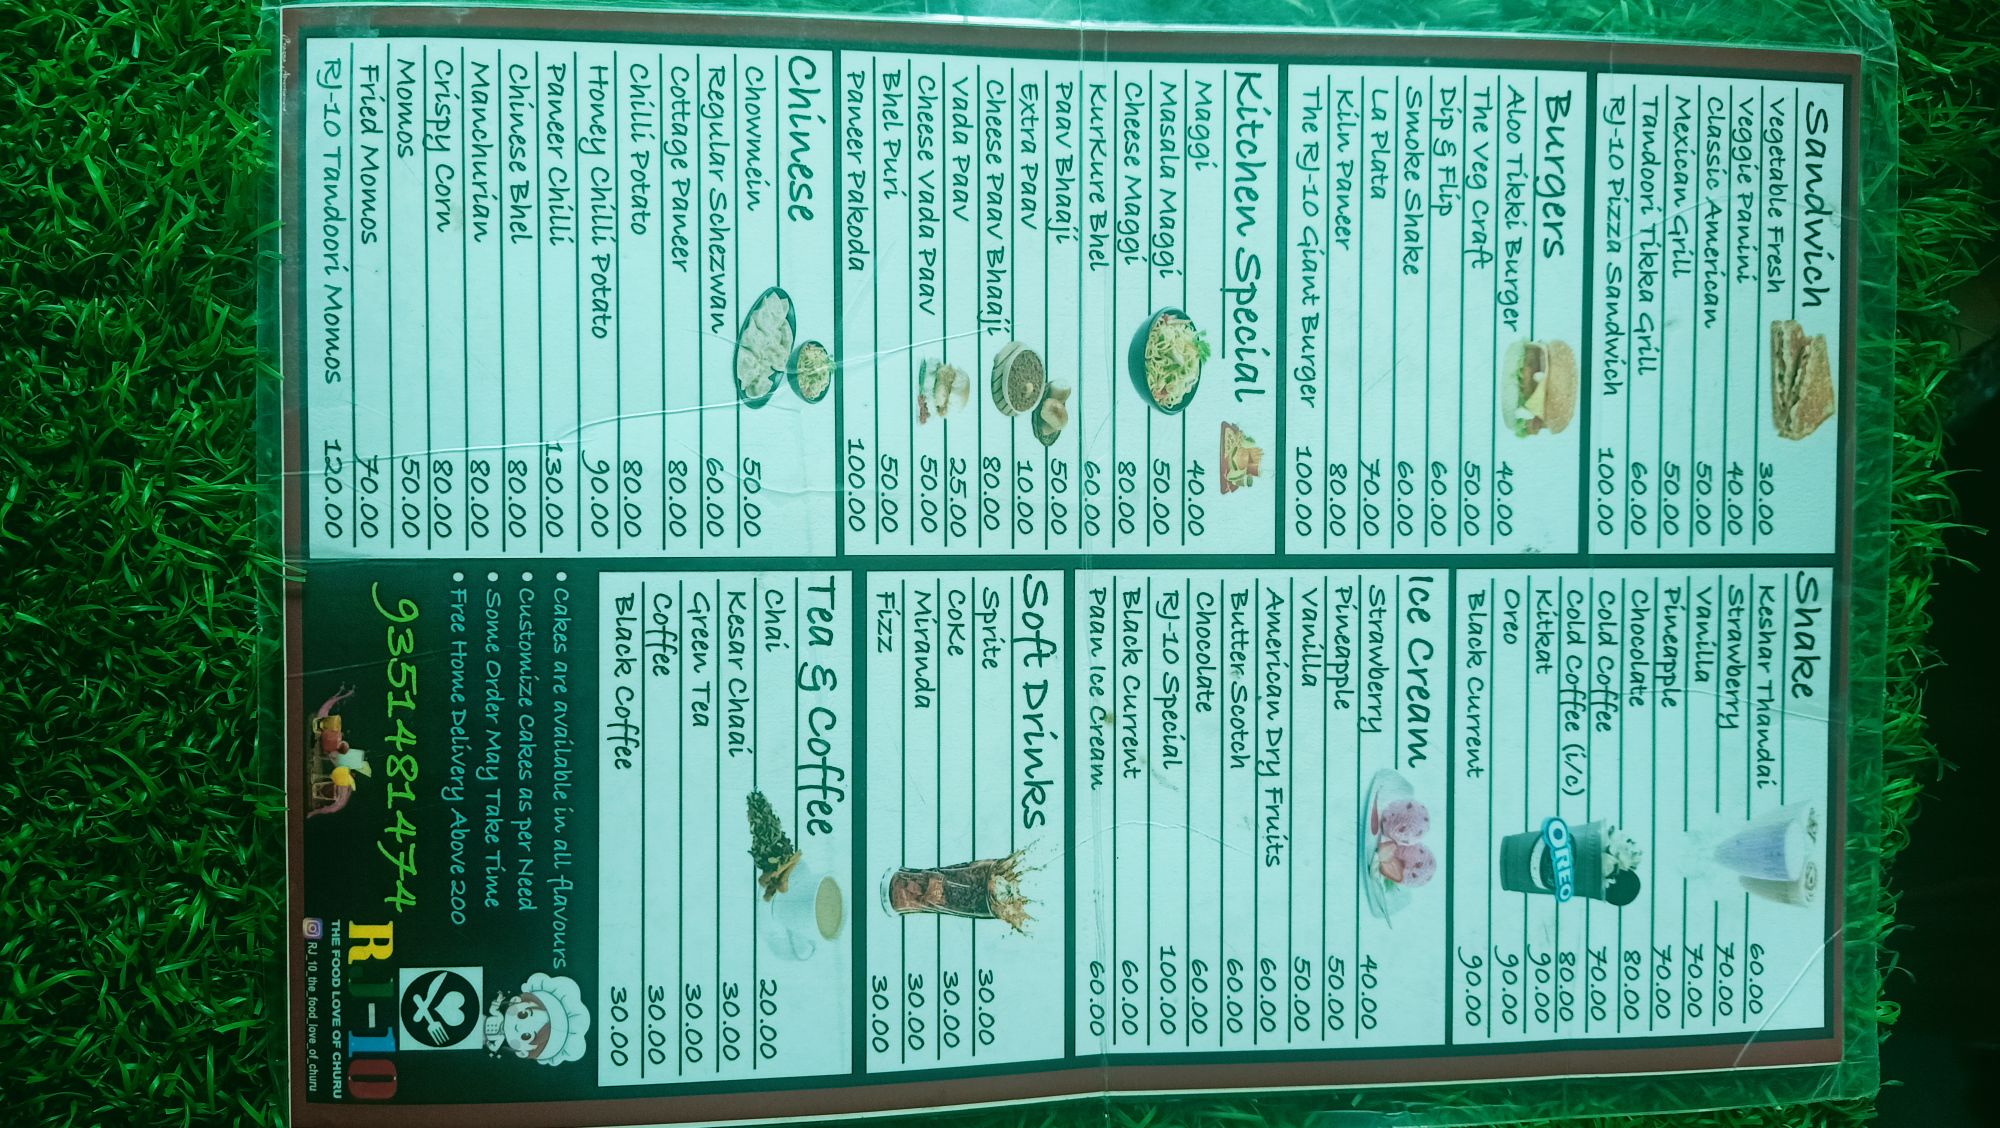 Sandwich
Vegetable Fresh 30.00
Veggie Panini 40.00
Classic American 50.00
Mexican Grill 50.00
Tandoori Tikka Grill 60.00
RJ-10 Pizza Sandwich 100.00
Burgers
Aloo Tikki Burger 40.00
The Veg Craft 50.00
Dip & Flip 60.00
Smoke Shake 60.00
La Plata 70.00
Kiln Paneer 80.00
The RJ-10 Giant Burger 100.00
Kitchen Special
Maggi 40.00
Masala Maggi 50.00
Cheese Maggi 80.00
KurKure Bhel 60.00
Paav Bhaaji 50.00
Extra Paav 10.00
Cheese Paav Bhaaji 80.00
Vada Paav 25.00
Cheese Vada Paav 50.00
Bhel Puri 50.00
Paneer Pakoda 100.00
Chinese
Chowmein 50.00
Regular Schezwan 60.00
Cottage Paneer 80.00
Chilli Potato 80.00
Honey Chilli Potato 90.00
Paneer Chilli 130.00
Chinese Bhel 80.00
Manchurian 80.00
Crispy Corn 80.00
Momos 50.00
Fried Momos 70.00
RJ-10 Tandoori Momos 120.00
Shake
Keshar Thandai 60.00
Strawberry 70.00
Vanilla 70.00
Pineapple 70.00
Chocolate 80.00
Cold Coffee 70.00
Cold Coffee (i/c) 80.00
Kitkat 90.00
Oreo 90.00
Black Current 90.00
OREO
Ice Cream
Strawberry 40.00
Pineapple 50.00
Vanilla 50.00
American Dry Fruits 60.00
Butter Scotch 60.00
Chocolate 60.00
RJ-10 Special 100.00
Black Current 60.00
Paan Ice Cream 60.00
Soft Drinks
Sprite 30.00
Coke 30.00
Miranda 30.00
Fizz 30.00
Tea & Coffee
Chai 20.00
Kesar Chaai 30.00
Green Tea 30.00
Coffee 30.00
Black Coffee 30.00
• Cakes are available in all flavours
• Customize Cakes as per Need
• Some Order May Take Time
• Free Home Delivery Above 200
9351481474
RJ-10
THE FOOD LOVE OF CHURU
RJ_10_the_food_love_of_churu